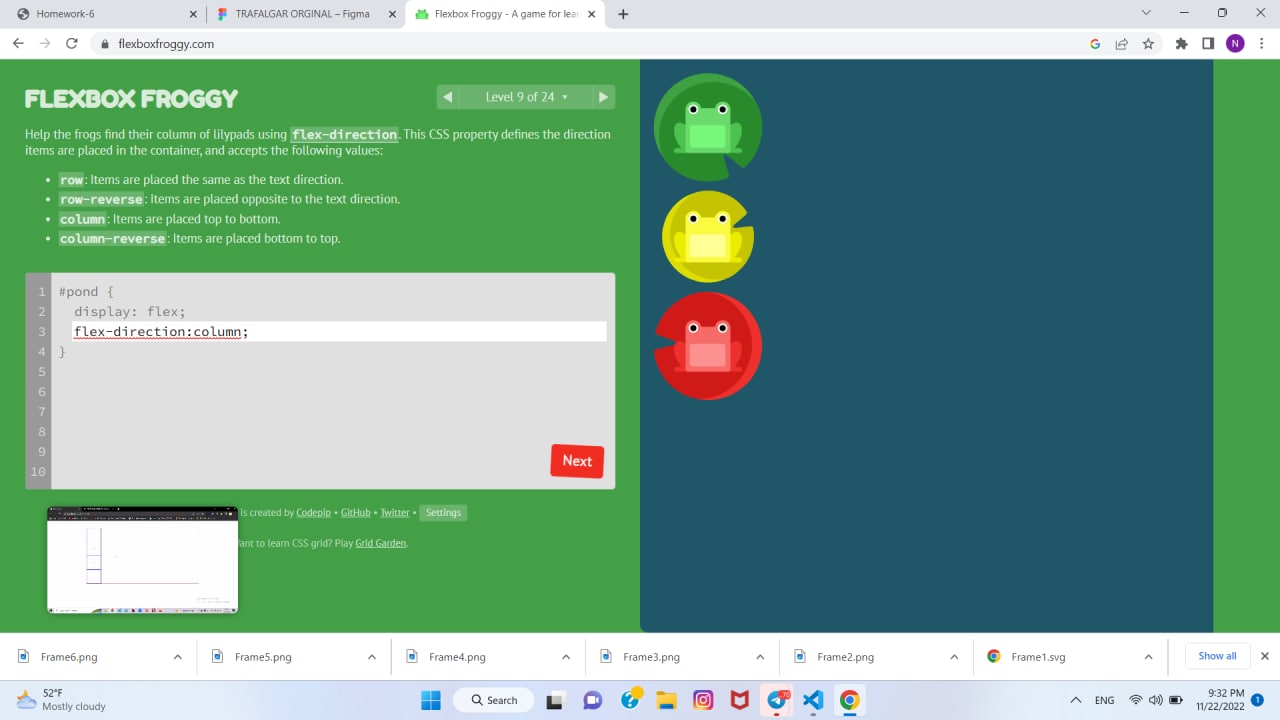 Homework-6
TRAFALGAR ORGINAL – Figma
Flexbox Froggy - A game for lear
flexboxfroggy.com
N
FLEXBOX FROGGY
Level 9 of 24
Help the frogs find their column of lilypads using flex-direction. This CSS property defines the direction
items are placed in the container, and accepts the following values:
• row: Items are placed the same as the text direction.
• row-reverse: Items are placed opposite to the text direction.
• column: Items are placed top to bottom.
• column-reverse: Items are placed bottom to top.
1 #pond {
2 display: flex;
3 flex-direction:column;
4 }
5
6
7
8
9
10
Next
is created by Codepip • GitHub • Twitter • Settings
Want to learn CSS grid? Play Grid Garden.
Frame6.png
Frame5.png
Frame4.png
Frame3.png
Frame2.png
Frame1.svg
Show all
52°F
Mostly cloudy
Search
ENG
9:32 PM
11/22/2022
1